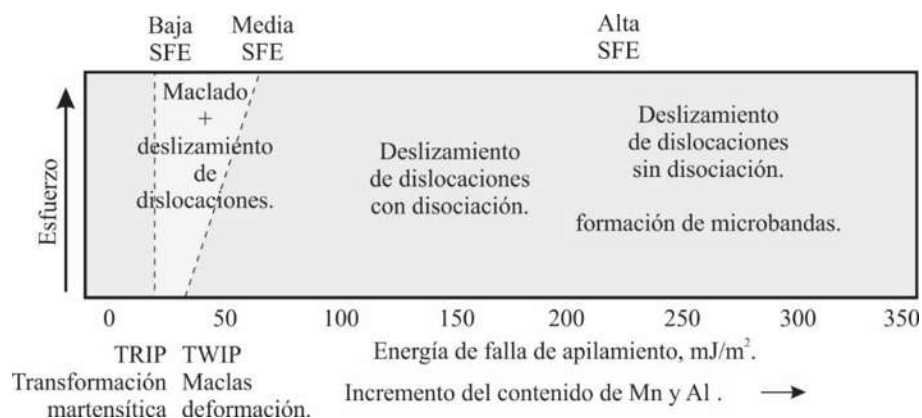 Baja
SFE
Media
SFE
Alta
SFE
Esfuerzo
Maclado
+
deslizamiento
de
dislocaciones.
Deslizamiento
de dislocaciones
con disociación.
Deslizamiento
de dislocaciones
sin disociación.
formación de microbandas.
0 50 100 150 200 250 300 350
TRIP
Transformación
martensítica
TWIP
Maclas
deformación.
Energía de falla de apilamiento, mJ/m².
Incremento del contenido de Mn y Al .